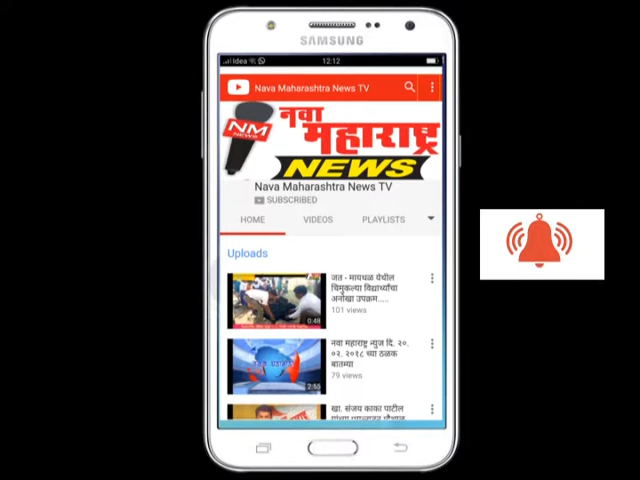 SAMSUNG
Idea 12:12
Nava Maharashtra News TV
नवा
महाराष्ट्र
NM
NEWS
NEWS
Nava Maharashtra News TV
SUBSCRIBED
HOME VIDEOS PLAYLISTS
Uploads
जत - मायथळ येथील
चिमुकल्या विद्यार्थ्यांचा
अनोखा उपक्रम.....
101 views
0:48
नवा महाराष्ट्र न्युज दि. २०.
०२. २०१८ च्या ठळक
बातम्या
79 views
2:55
खा. संजय काका पाटील